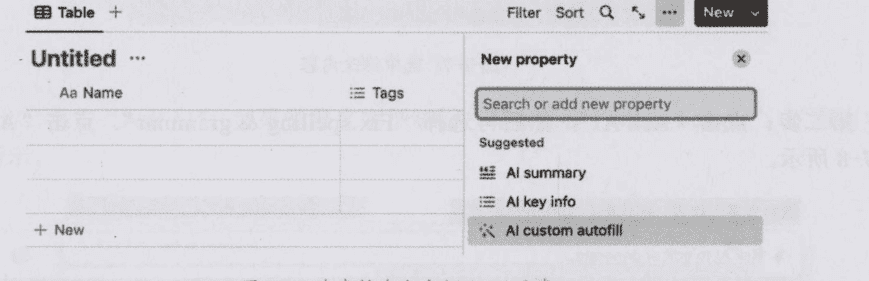 Table + Filter Sort ... New
Untitled ...
Aa Name Tags
+ New
New property
Search or add new property
Suggested
AI summary
AI key info
AI custom autofill